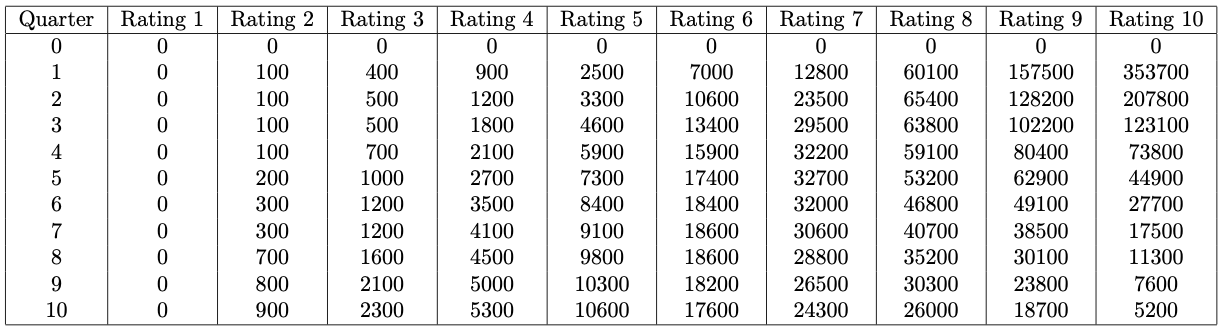 Quarter Rating 1 Rating 2 Rating 3 Rating 4 Rating 5 Rating 6 Rating 7 Rating 8 Rating 9 Rating 10
0 0 0 0 0 0 0 0 0 0 0
1 0 100 400 900 2500 7000 12800 60100 157500 353700
2 0 100 500 1200 3300 10600 23500 65400 128200 207800
3 0 100 500 1800 4600 13400 29500 63800 102200 123100
4 0 100 700 2100 5900 15900 32200 59100 80400 73800
5 0 200 1000 2700 7300 17400 32700 53200 62900 44900
6 0 300 1200 3500 8400 18400 32000 46800 49100 27700
7 0 300 1200 4100 9100 18600 30600 40700 38500 17500
8 0 700 1600 4500 9800 18600 28800 35200 30100 11300
9 0 800 2100 5000 10300 18200 26500 30300 23800 7600
10 0 900 2300 5300 10600 17600 24300 26000 18700 5200